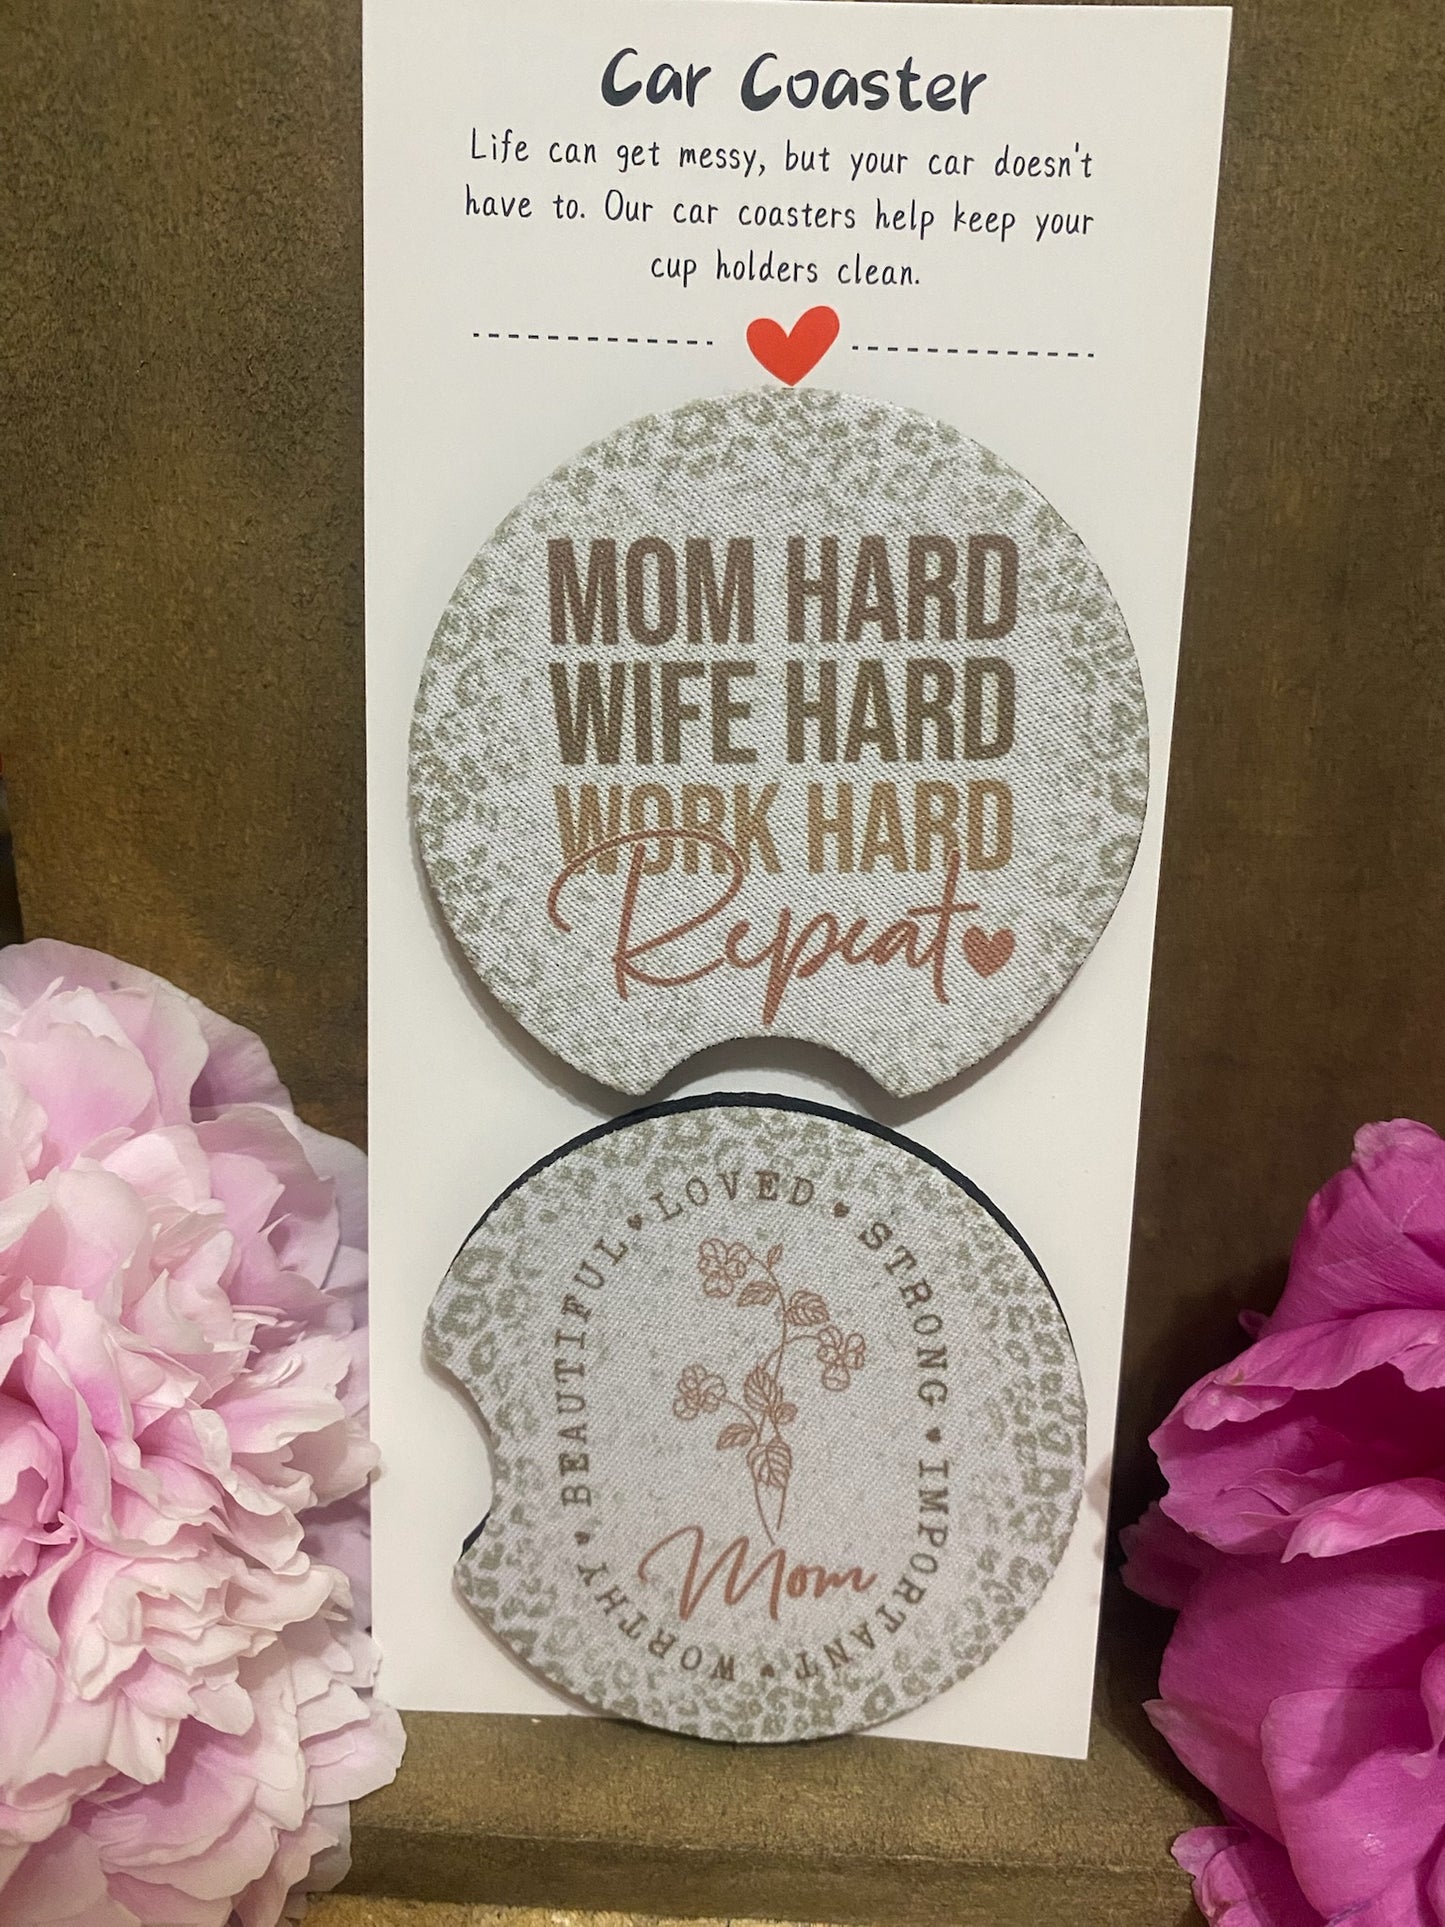 Car Coaster
Life can get messy, but your car doesn't
have to. Our car coasters help keep your
cup holders clean.
MOM HARD
WIFE HARD
WORK HARD
Repeat
BEAUTIFUL LOVED STRONG IMPORTANT WORTHY
Mom